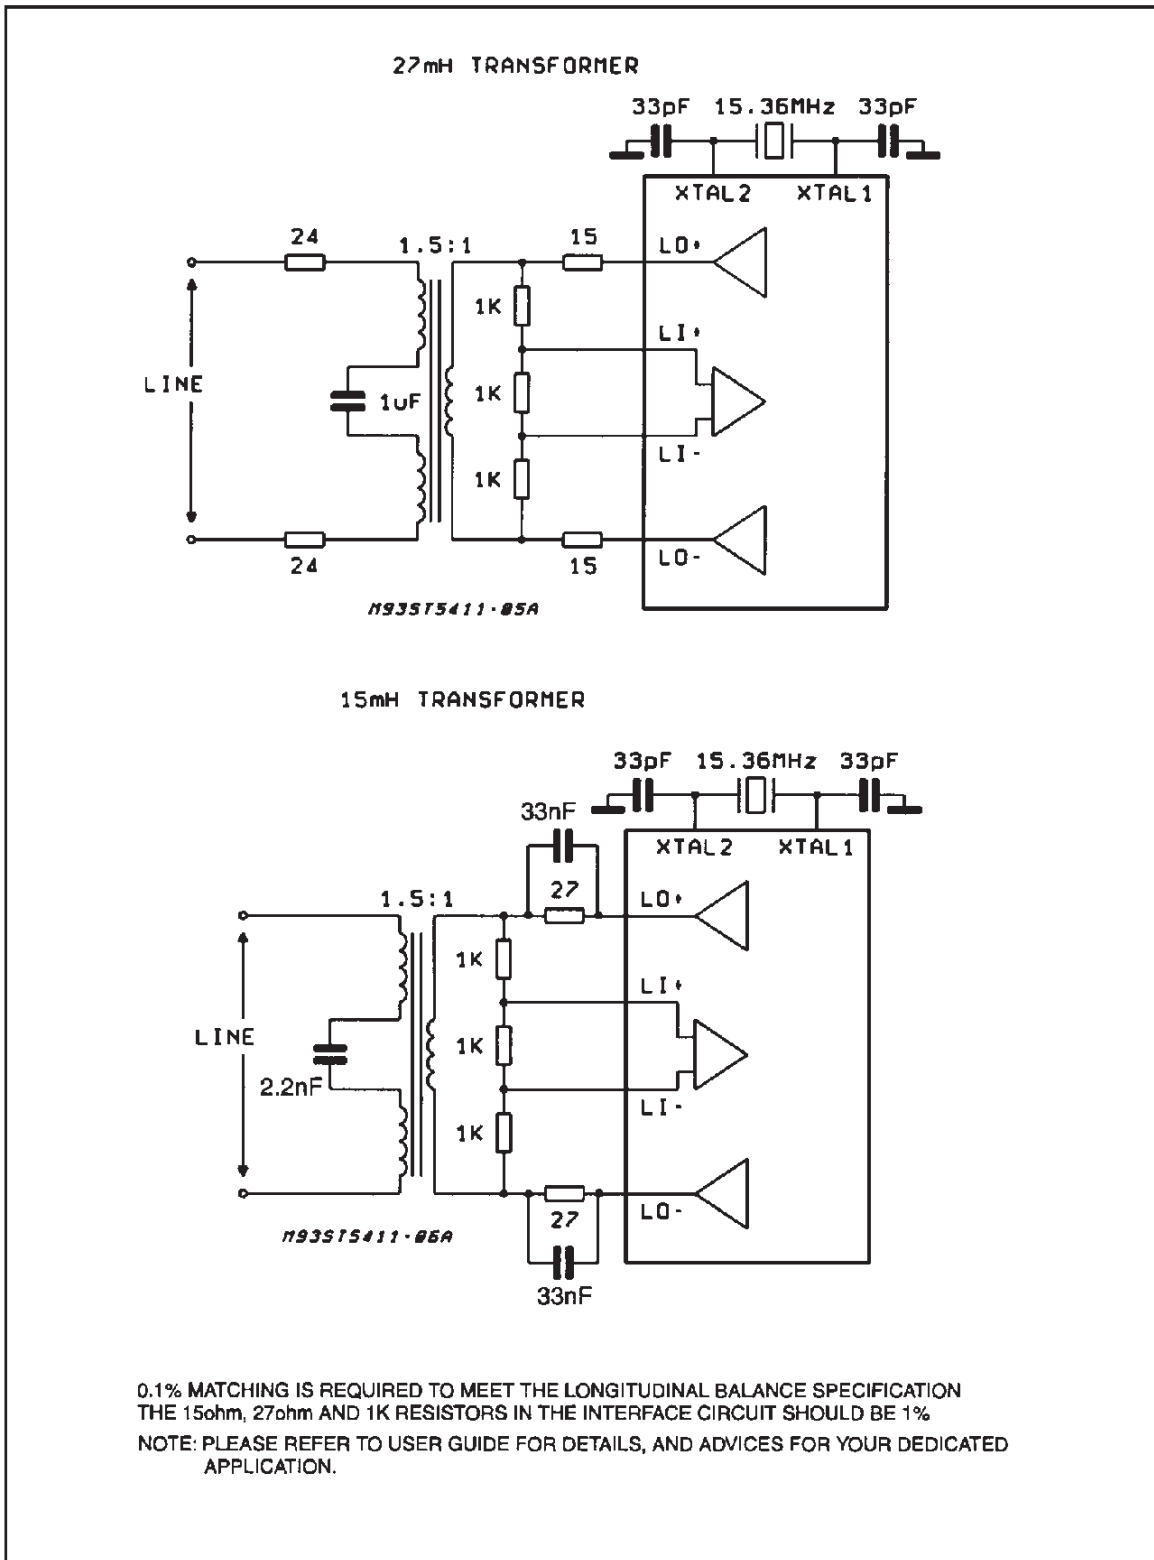 27mH TRANSFORMER
33pF 15.36MHz 33pF
XTAL2 XTAL1
24 1.5:1 15 LO+
1K LI+
LINE 1uF 1K
LI-
1K
24 15 LO-
M93ST5411-05A
15mH TRANSFORMER
33pF 15.36MHz 33pF
33nF
XTAL2 XTAL1
1.5:1 27 LO+
1K LI+
LINE 1K
2.2nF
LI-
1K
27 LO-
M93ST5411-06A
33nF
0.1% MATCHING IS REQUIRED TO MEET THE LONGITUDINAL BALANCE SPECIFICATION
THE 15ohm, 27ohm AND 1K RESISTORS IN THE INTERFACE CIRCUIT SHOULD BE 1%
NOTE: PLEASE REFER TO USER GUIDE FOR DETAILS, AND ADVICES FOR YOUR DEDICATED
APPLICATION.